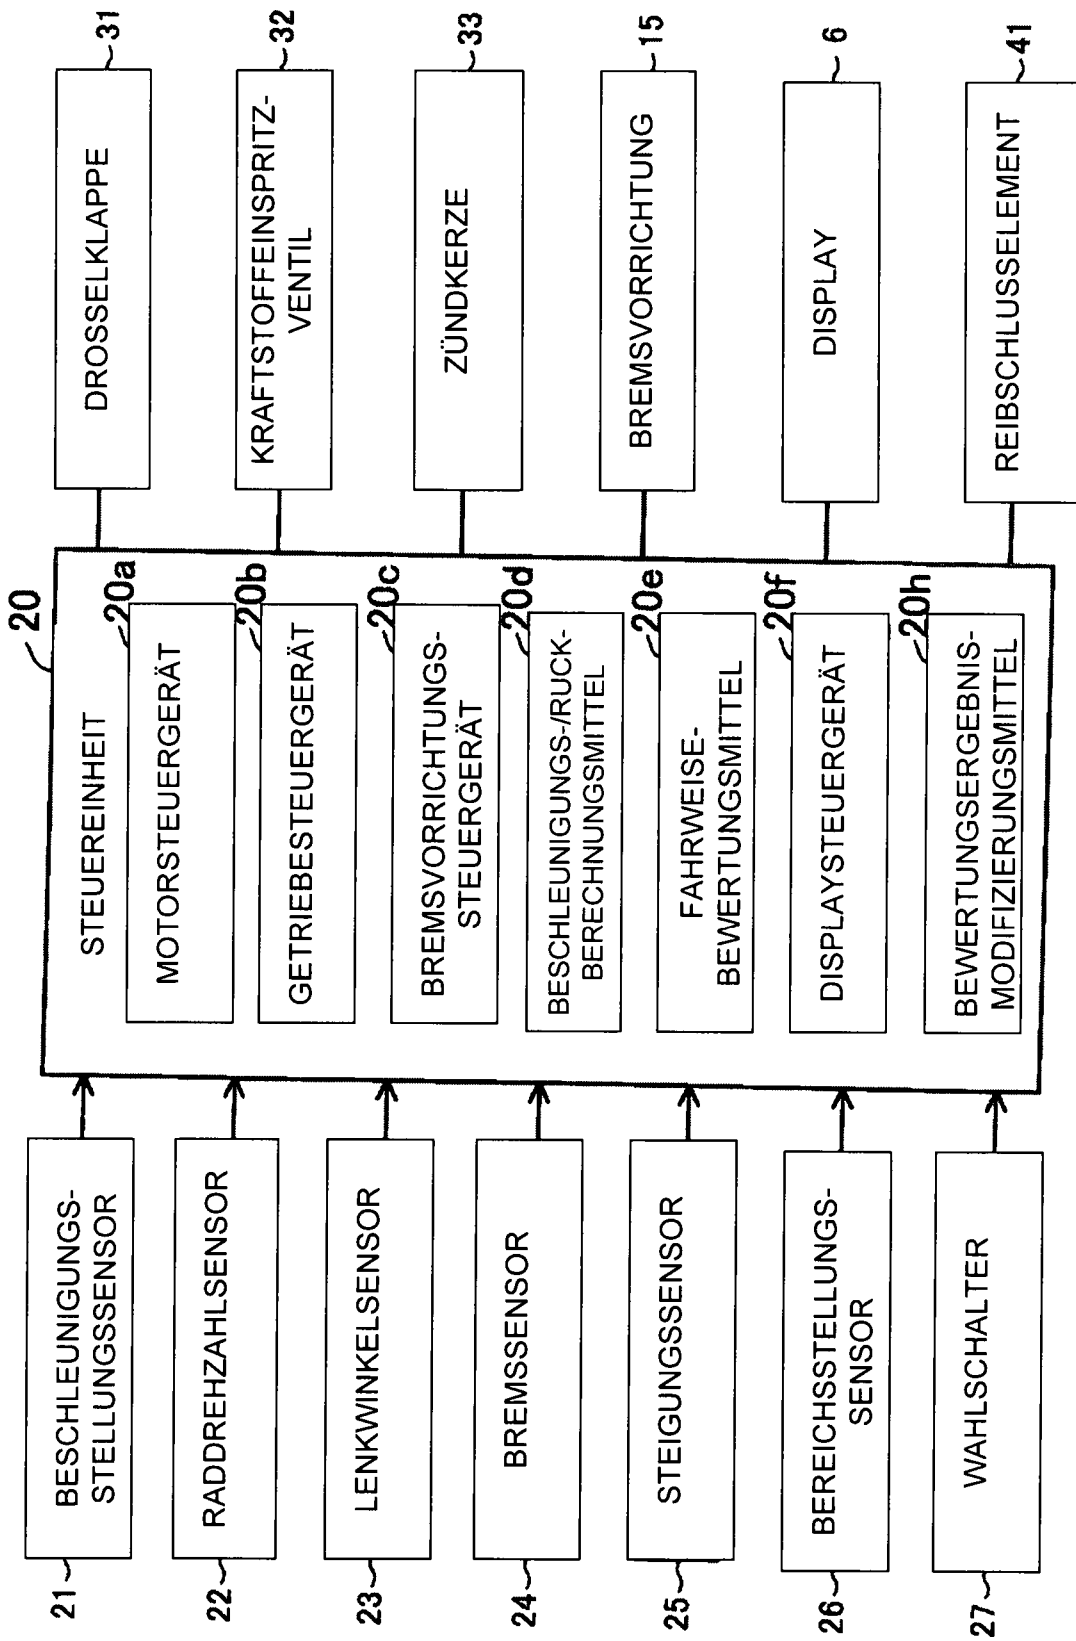 21
BESCHLEUNIGUNGS-
STELLUNGSSENSOR
22
RADDREHZAHLSENSOR
23
LENKWINKELSENSOR
24
BREMSSENSOR
25
STEIGUNGSSENSOR
26
BEREICHSSTELLUNGS-
SENSOR
27
WAHLSCHALTER
20
STEUEREINHEIT
20a
MOTORSTEUERGERÄT
20b
GETRIEBESTEUERGERÄT
20c
BREMSVORRICHTUNGS-
STEUERGERÄT
20d
BESCHLEUNIGUNGS-/RUCK-
BERECHNUNGSMITTEL
20e
FAHRWEISE-
BEWERTUNGSMITTEL
20f
DISPLAYSTEUERGERÄT
20h
BEWERTUNGSERGEBNIS-
MODIFIZIERUNGSMITTEL
DROSSELKLAPPE
31
KRAFTSTOFFEINSPRITZ-
VENTIL
32
ZÜNDKERZE
33
BREMSVORRICHTUNG
15
DISPLAY
6
REIBSCHLUSSELEMENT
41